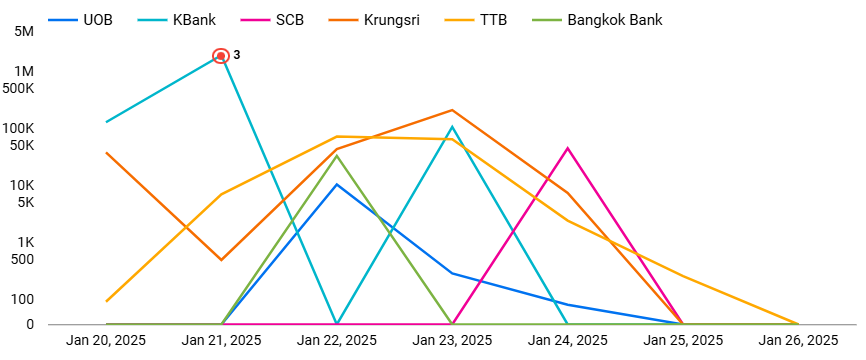 UOB KBank SCB Krungsri TTB Bangkok Bank
5M
3
1M
500K
100K
50K
10K
5K
1K
500
100
0
Jan 20, 2025 Jan 21, 2025 Jan 22, 2025 Jan 23, 2025 Jan 24, 2025 Jan 25, 2025 Jan 26, 2025